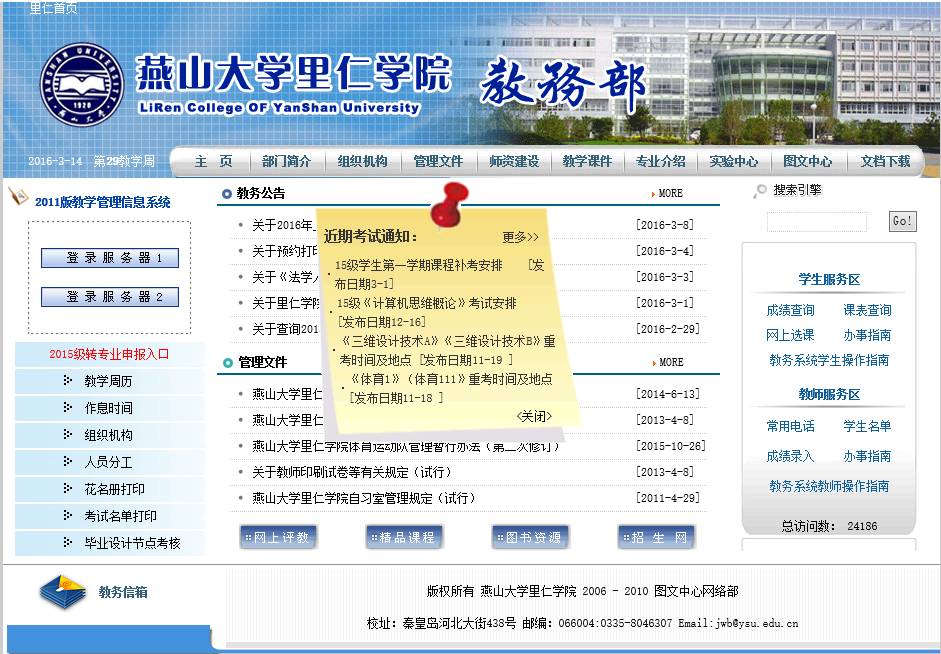 里仁首页
燕山大学里仁学院 教務部
LiRen College OF YanShan University
YANSHAN UNIVERSITY
1920
2016-3-14 第29教学周
主 页 部门简介 组织机构 管理文件 师资建设 教学课件 专业介绍 实验中心 图文中心 文档下载
2011版教学管理信息系统
登 录 服 务 器 1
登 录 服 务 器 2
2015级转专业申报入口
教学周历
作息时间
组织机构
人员分工
花名册打印
考试名单打印
毕业设计节点考核
教务公告 MORE
关于2016年 [2016-3-8]
关于预约打印 [2016-3-4]
关于《法学 [2016-3-3]
关于里仁学 [2016-3-1]
关于查询201 [2016-2-29]
近期考试通知： 更多>>
15级学生第一学期课程补考安排 [发
布日期3-1]
15级《计算机思维概论》考试安排
[发布日期12-16]
《三维设计技术A》《三维设计技术B》重
考时间及地点 [发布日期11-19 ]
《体育1》（体育111》重考时间及地点
[发布日期11-18 ]
<关闭>
管理文件 MORE
燕山大学里仁 [2014-6-13]
燕山大学里仁 [2013-4-8]
燕山大学里仁学院体育运动队管理暂行办法（第二次修订） [2015-10-26]
关于教师印刷试卷等有关规定（试行） [2013-4-8]
燕山大学里仁学院自习室管理规定（试行） [2011-4-29]
网上评教 精品课程 图书资源 招 生 网
搜索引擎
Go!
学生服务区
成绩查询 课表查询
网上选课 办事指南
教务系统学生操作指南
教师服务区
常用电话 学生名单
成绩录入 办事指南
教务系统教师操作指南
总访问数： 24186
教务信箱
版权所有 燕山大学里仁学院 2006 - 2010 图文中心网络部
校址：秦皇岛河北大街438号 邮编：066004:0335-8046307 Email:jwb@ysu.edu.cn